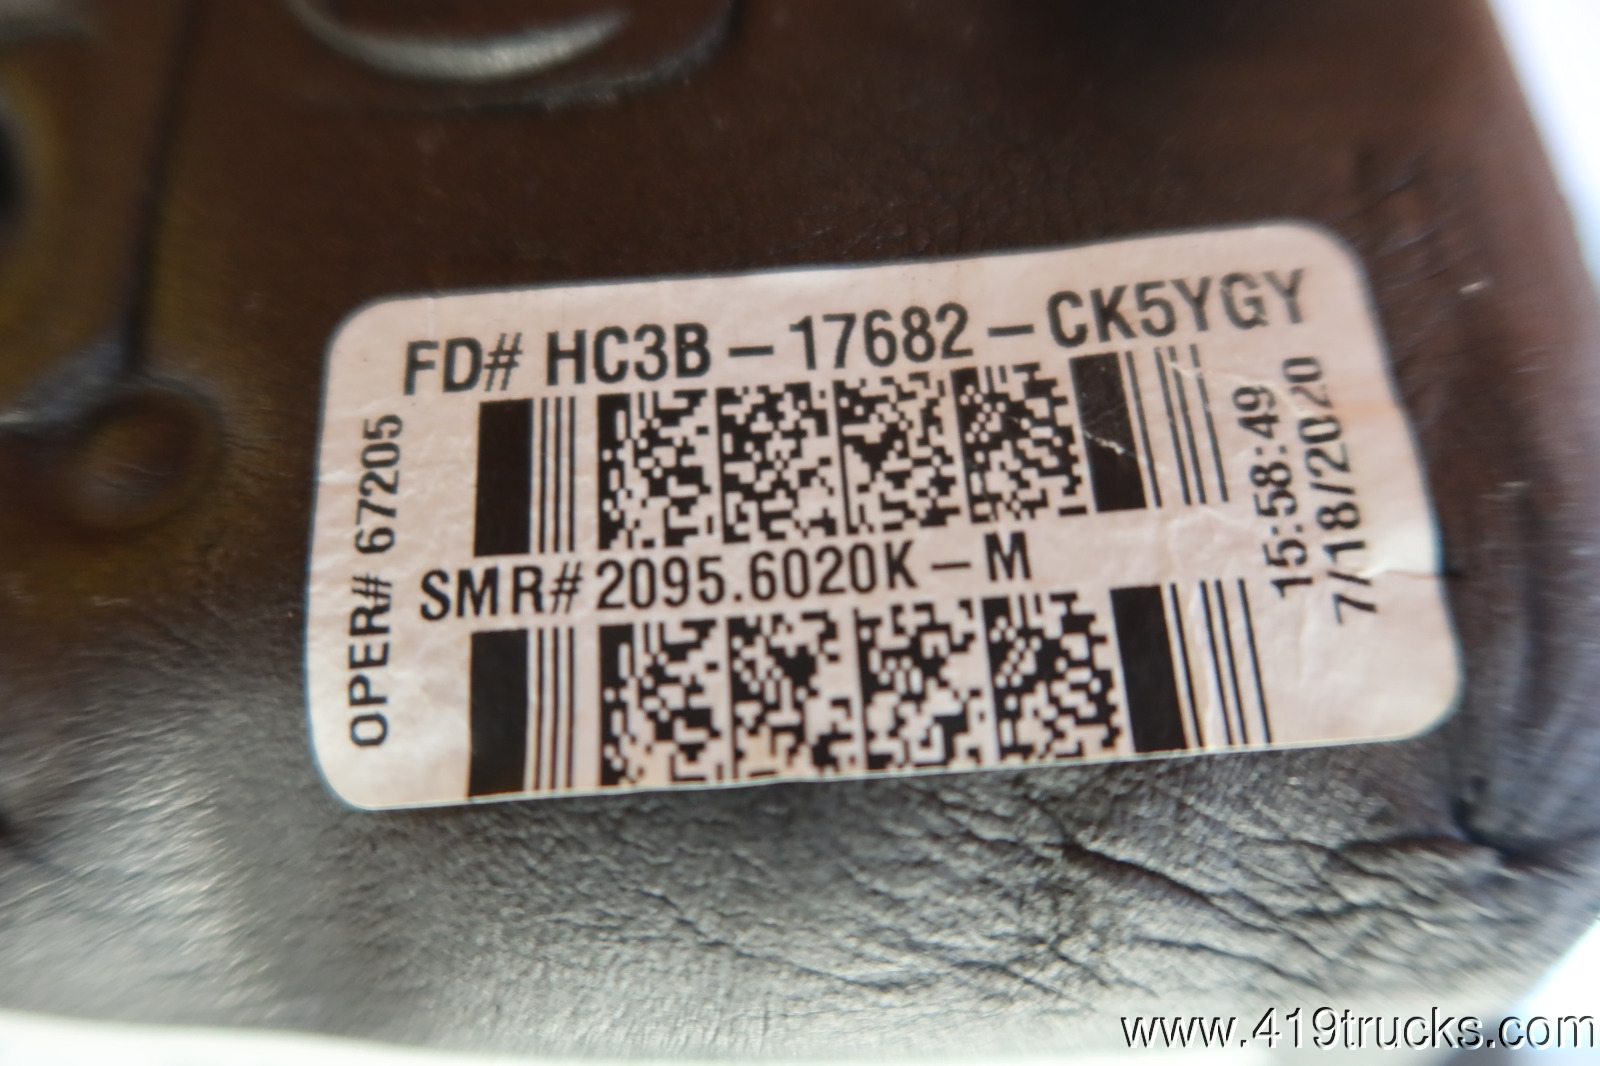 FD# HC3B-17682-CK5YGY
OPER# 67205
SMR# 2095.6020K-M
15:58:49
7/18/2020
www.419trucks.com